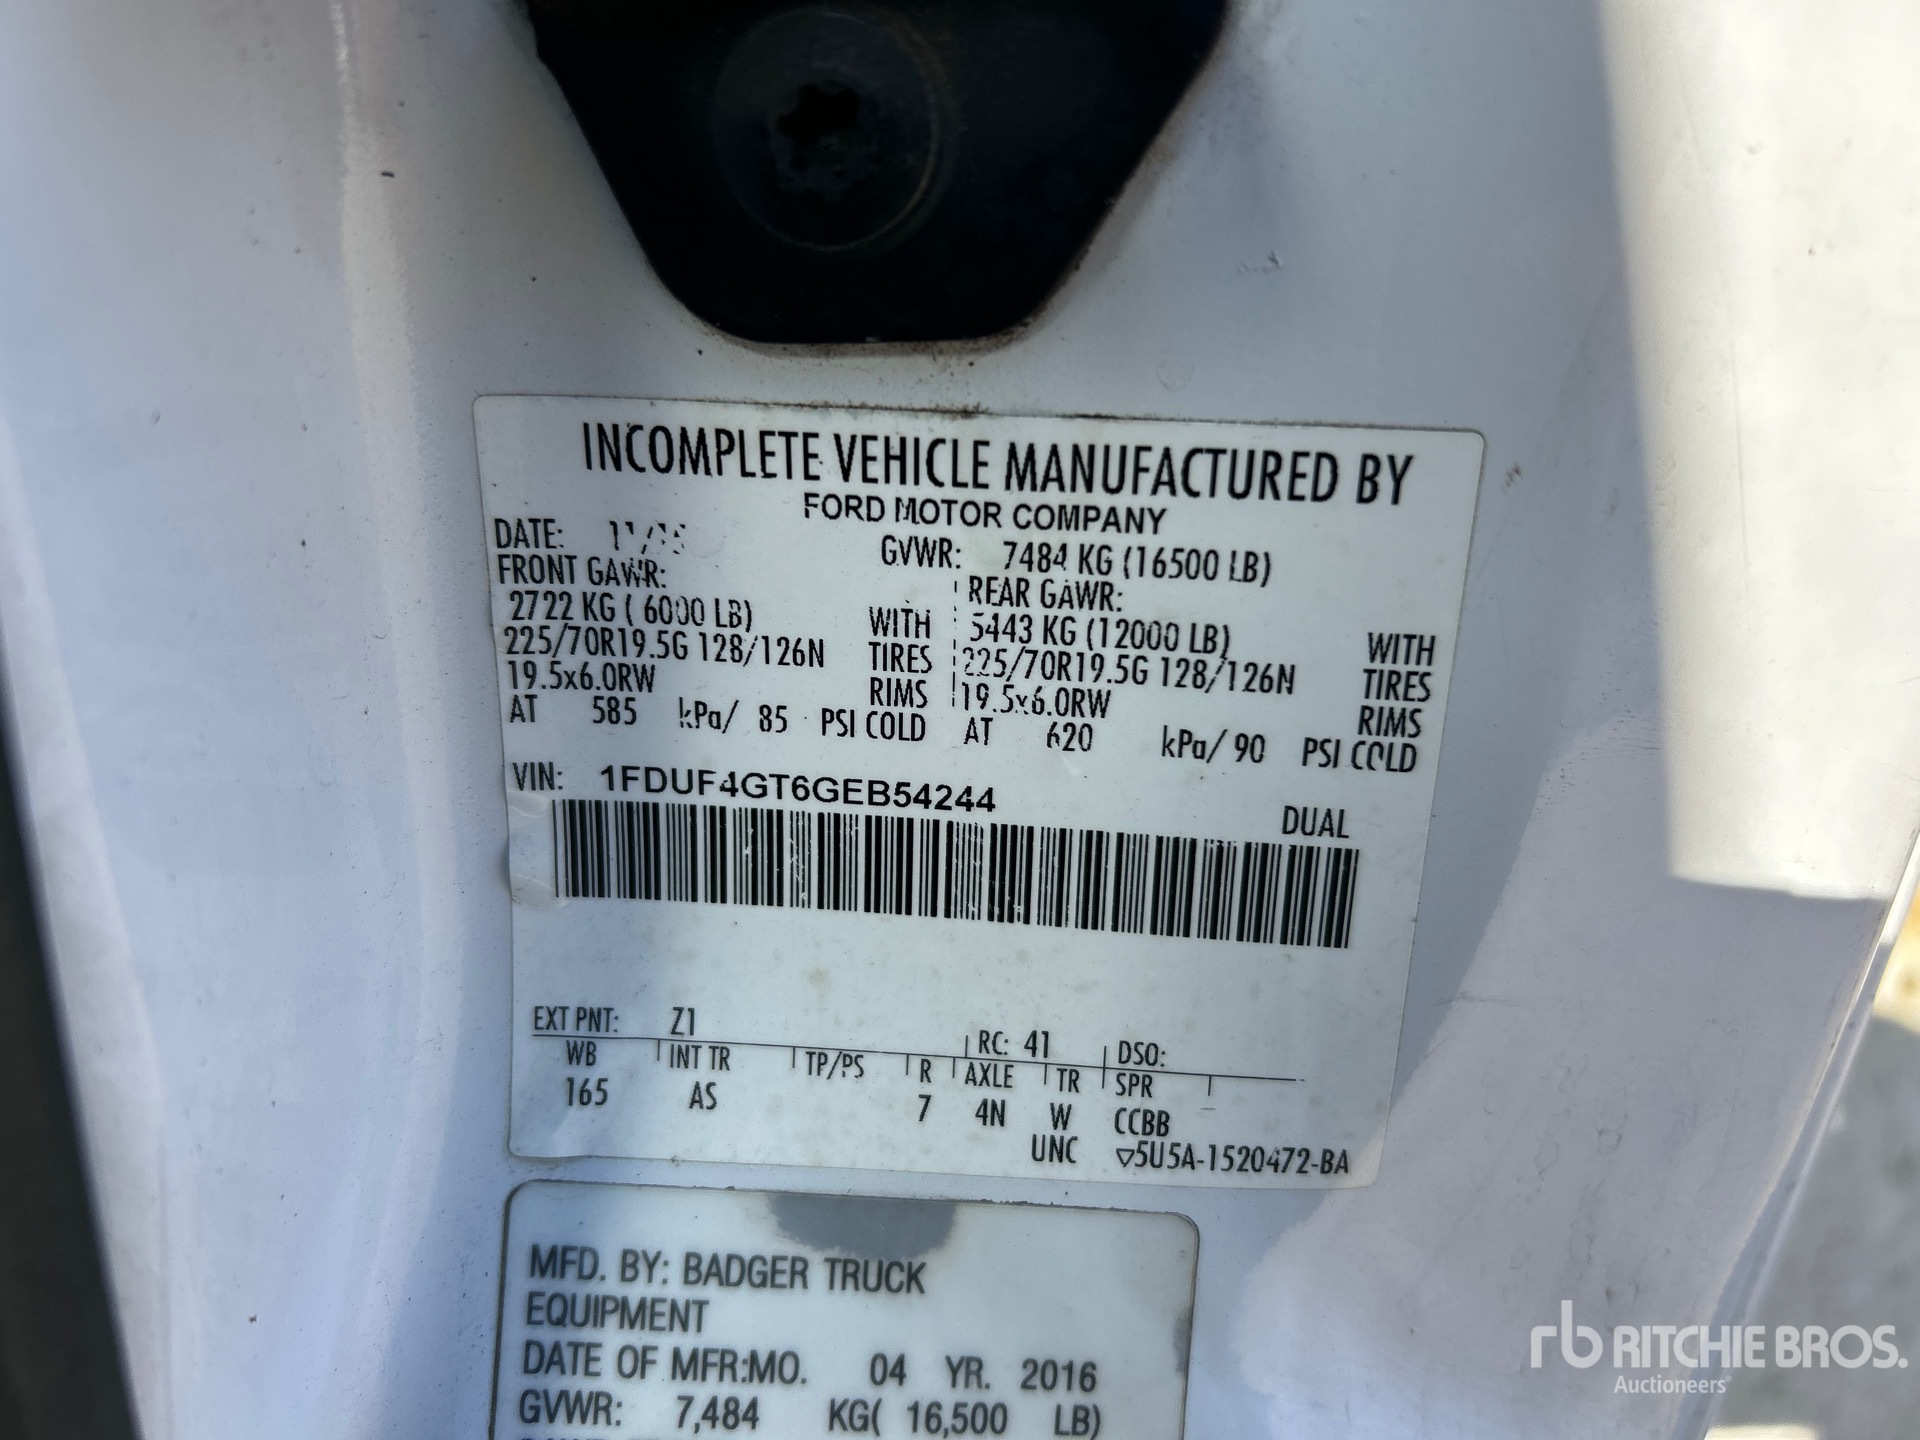 INCOMPLETE VEHICLE MANUFACTURED BY
FORD MOTOR COMPANY
DATE: 11/15 GVWR: 7484 KG (16500 LB)
FRONT GAWR: REAR GAWR:
2722 KG ( 6000 LB) WITH 5443 KG (12000 LB) WITH
225/70R19.5G 128/126N TIRES 225/70R19.5G 128/126N TIRES
19.5x6.0RW RIMS 19.5x6.0RW RIMS
AT 585 kPa/ 85 PSI COLD AT 620 kPa/ 90 PSI COLD
VIN: 1FDUF4GT6GEB54244
DUAL
EXT PNT: Z1 RC: 41 DSO:
WB INT TR TP/PS R AXLE TR SPR
165 AS 7 4N W CCBB
UNC ▽5U5A-1520472-BA
MFD. BY: BADGER TRUCK
EQUIPMENT
DATE OF MFR:MO. 04 YR. 2016
GVWR: 7,484 KG( 16,500 LB)
rb RITCHIE BROS.
Auctioneers